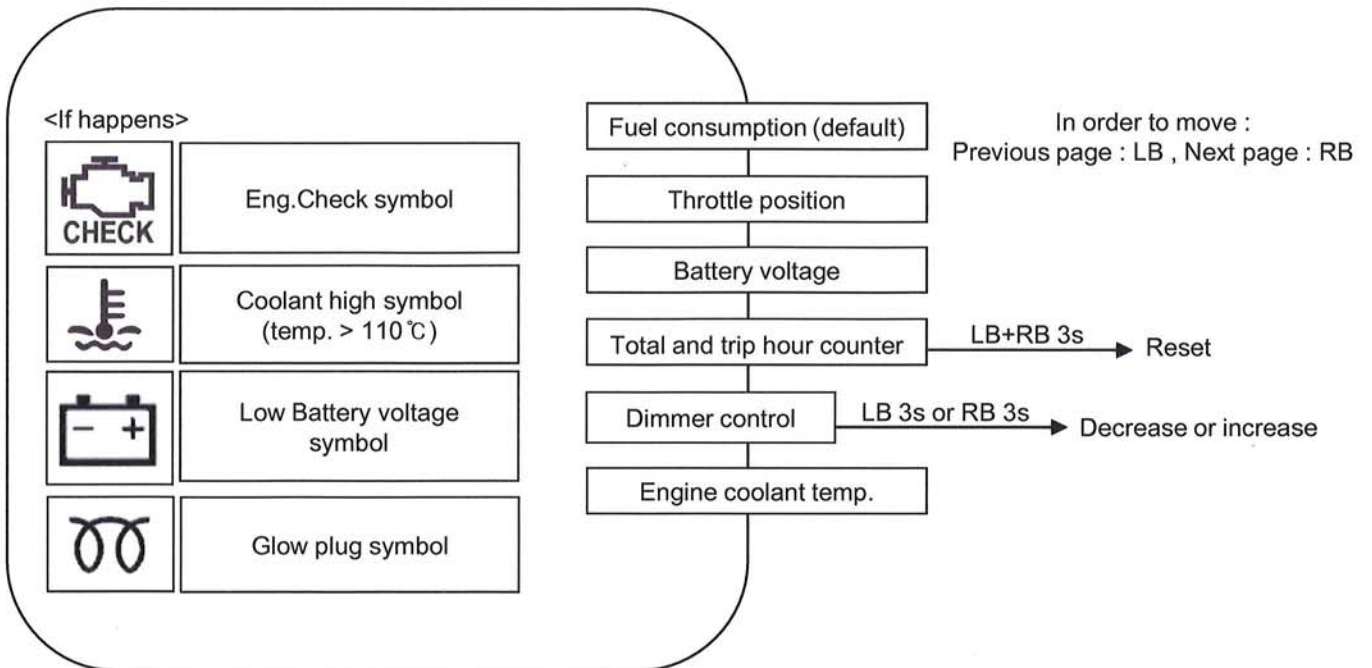 <If happens>
CHECK
Eng.Check symbol
Coolant high symbol
(temp. > 110℃)
- +
Low Battery voltage
symbol
Glow plug symbol
Fuel consumption (default)
Throttle position
Battery voltage
Total and trip hour counter
LB+RB 3s
Reset
Dimmer control
LB 3s or RB 3s
Decrease or increase
Engine coolant temp.
In order to move :
Previous page : LB , Next page : RB